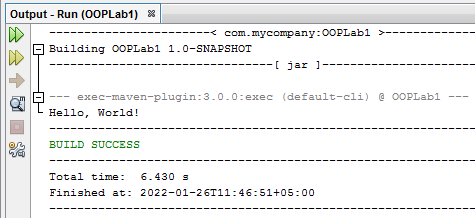 Output - Run (OOPLab1)
-----------------------< com.mycompany:OOPLab1 >-----------------------
Building OOPLab1 1.0-SNAPSHOT
--------------------------------[ jar ]--------------------------------
--- exec-maven-plugin:3.0.0:exec (default-cli) @ OOPLab1 ---
Hello, World!
------------------------------------------------------------------------
BUILD SUCCESS
------------------------------------------------------------------------
Total time:  6.430 s
Finished at: 2022-01-26T11:46:51+05:00
------------------------------------------------------------------------